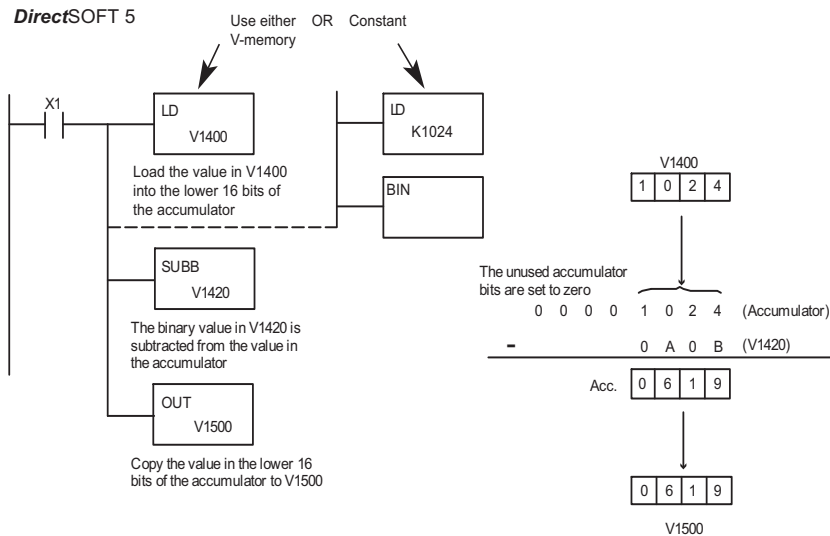 DirectSOFT 5
Use either OR Constant
V-memory
X1
LD
V1400
LD
K1024
Load the value in V1400
into the lower 16 bits of
the accumulator
BIN
SUBB
V1420
The binary value in V1420 is
subtracted from the value in
the accumulator
OUT
V1500
Copy the value in the lower 16
bits of the accumulator to V1500
V1400
1 0 2 4
The unused accumulator
bits are set to zero
0 0 0 0 1 0 2 4 (Accumulator)
- 0 A 0 B (V1420)
Acc. 0 6 1 9
0 6 1 9
V1500